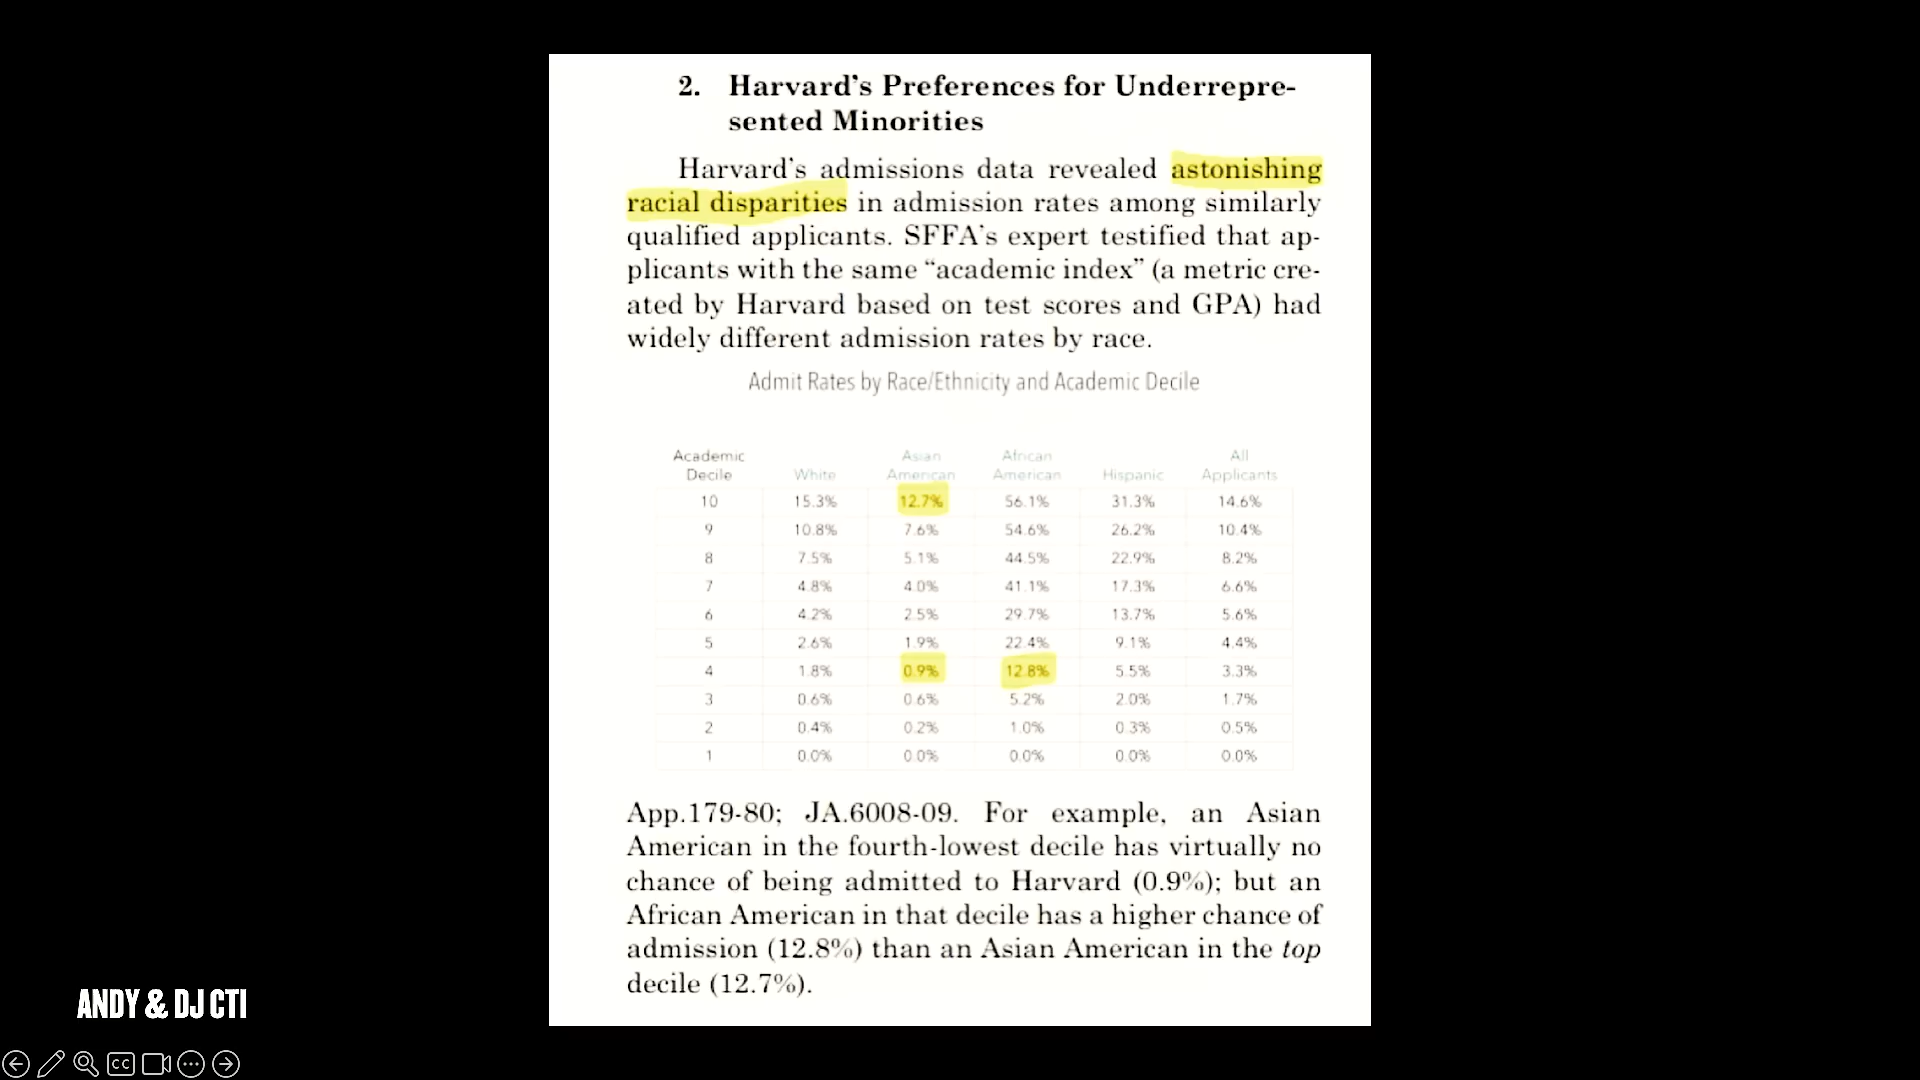 2. Harvard's Preferences for Underrepre-
sented Minorities
Harvard's admissions data revealed astonishing
racial disparities in admission rates among similarly
qualified applicants. SFFA's expert testified that ap-
plicants with the same “academic index” (a metric cre-
ated by Harvard based on test scores and GPA) had
widely different admission rates by race.
Admit Rates by Race/Ethnicity and Academic Decile
Academic Decile White Asian American African American Hispanic All Applicants
10 15.3% 12.7% 56.1% 31.3% 14.6%
9 10.8% 7.6% 54.6% 26.2% 10.4%
8 7.5% 5.1% 44.5% 22.9% 8.2%
7 4.8% 4.0% 41.1% 17.3% 6.6%
6 4.2% 2.5% 29.7% 13.7% 5.6%
5 2.6% 1.9% 22.4% 9.1% 4.4%
4 1.8% 0.9% 12.8% 5.5% 3.3%
3 0.6% 0.6% 5.2% 2.0% 1.7%
2 0.4% 0.2% 1.0% 0.3% 0.5%
1 0.0% 0.0% 0.0% 0.0% 0.0%
App.179-80; JA.6008-09. For example, an Asian
American in the fourth-lowest decile has virtually no
chance of being admitted to Harvard (0.9%); but an
African American in that decile has a higher chance of
admission (12.8%) than an Asian American in the top
decile (12.7%).
ANDY & DJ CTI
CC